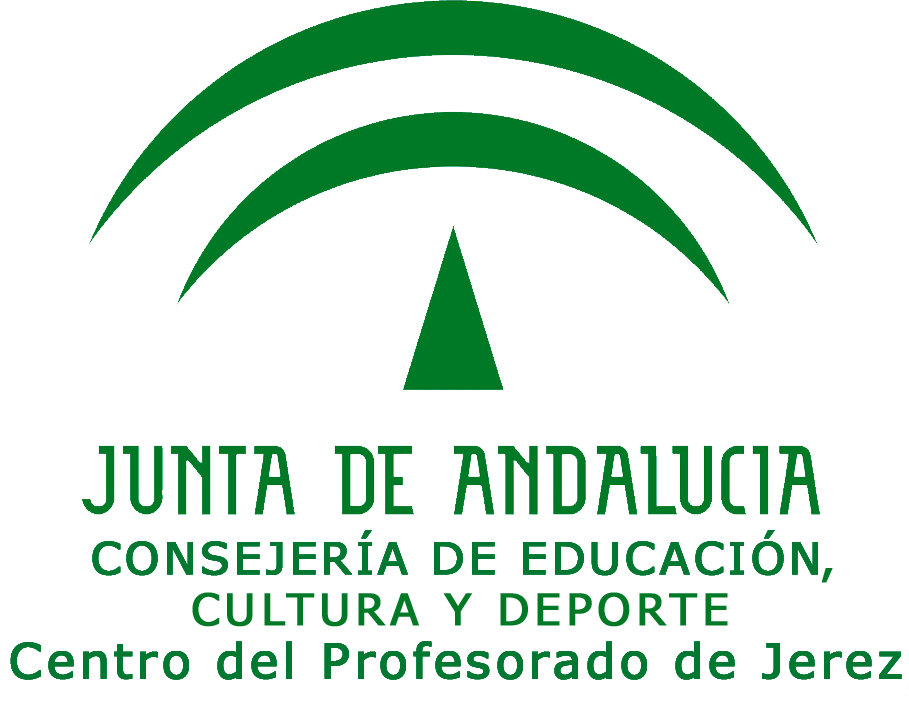 JUNTA DE ANDALUCIA
CONSEJERÍA DE EDUCACIÓN,
CULTURA Y DEPORTE
Centro del Profesorado de Jerez